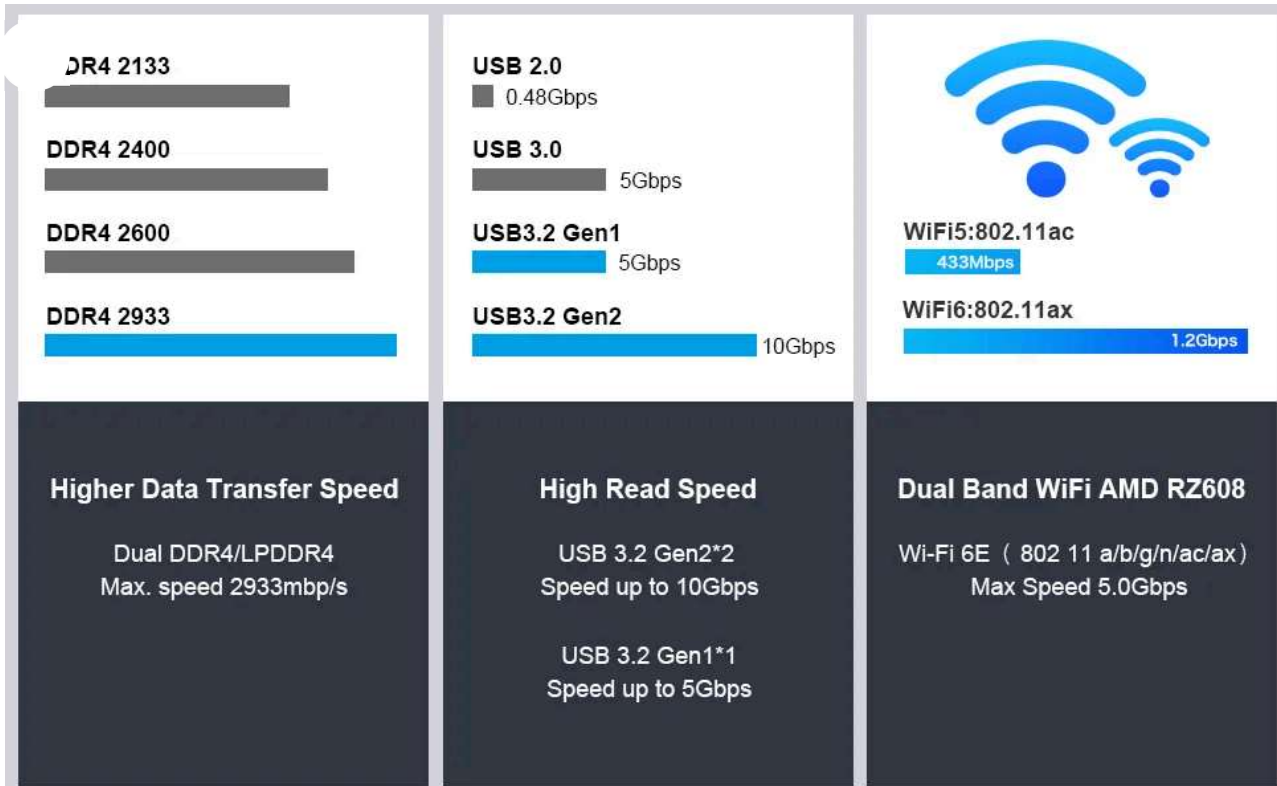 DR4 2133
DDR4 2400
DDR4 2600
DDR4 2933
Higher Data Transfer Speed
Dual DDR4/LPDDR4
Max. speed 2933mbp/s
USB 2.0
0.48Gbps
USB 3.0
5Gbps
USB3.2 Gen1
5Gbps
USB3.2 Gen2
10Gbps
High Read Speed
USB 3.2 Gen2*2
Speed up to 10Gbps
USB 3.2 Gen1*1
Speed up to 5Gbps
WiFi5:802.11ac
433Mbps
WiFi6:802.11ax
1.2Gbps
Dual Band WiFi AMD RZ608
Wi-Fi 6E（802 11 a/b/g/n/ac/ax）
Max Speed 5.0Gbps